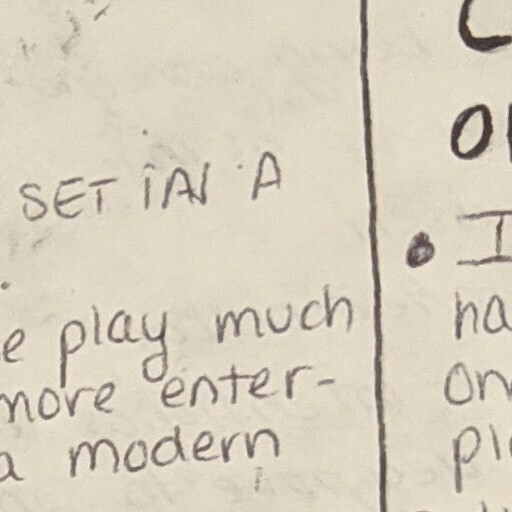 SET IN A
e play much
more enter-
a modern
C
O
• I
ha
on
pl